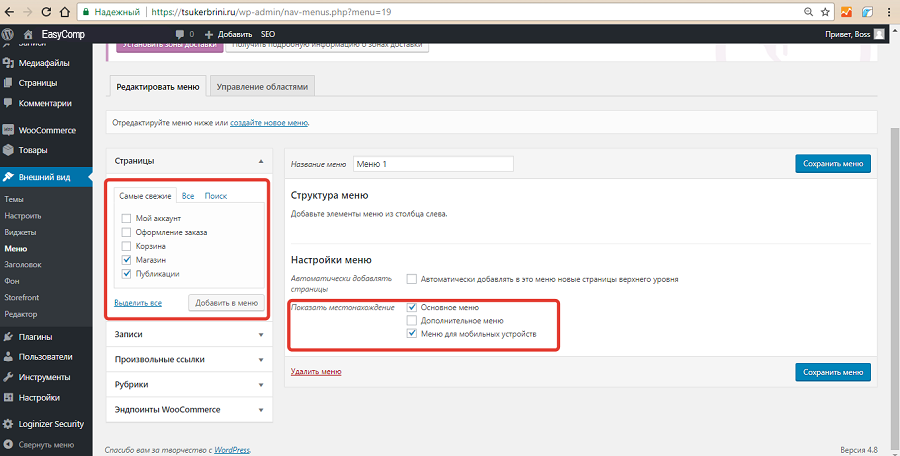 Надежный https://tsukerbrini.ru/wp-admin/nav-menus.php?menu=19
EasyComp 0 Добавить SEO Привет, Boss
Записи
Медиафайлы
Страницы
Комментарии
WooCommerce
Товары
Внешний вид
Темы
Настроить
Виджеты
Меню
Заголовок
Фон
Storefront
Редактор
Плагины
Пользователи
Инструменты
Настройки
Loginizer Security
Свернуть меню
Установить зоны доставки Получить подробную информацию о зонах доставки
Редактировать меню Управление областями
Отредактируйте меню ниже или создайте новое меню.
Страницы
Самые свежие Все Поиск
Мой аккаунт
Оформление заказа
Корзина
Магазин
Публикации
Выделить все Добавить в меню
Записи
Произвольные ссылки
Рубрики
Эндпоинты WooCommerce
Название меню Меню 1 Сохранить меню
Структура меню
Добавьте элементы меню из столбца слева.
Настройки меню
Автоматически добавлять страницы Автоматически добавлять в это меню новые страницы верхнего уровня
Показать местонахождение Основное меню
Дополнительное меню
Меню для мобильных устройств
Удалить меню Сохранить меню
Спасибо вам за творчество с WordPress. Версия 4.8